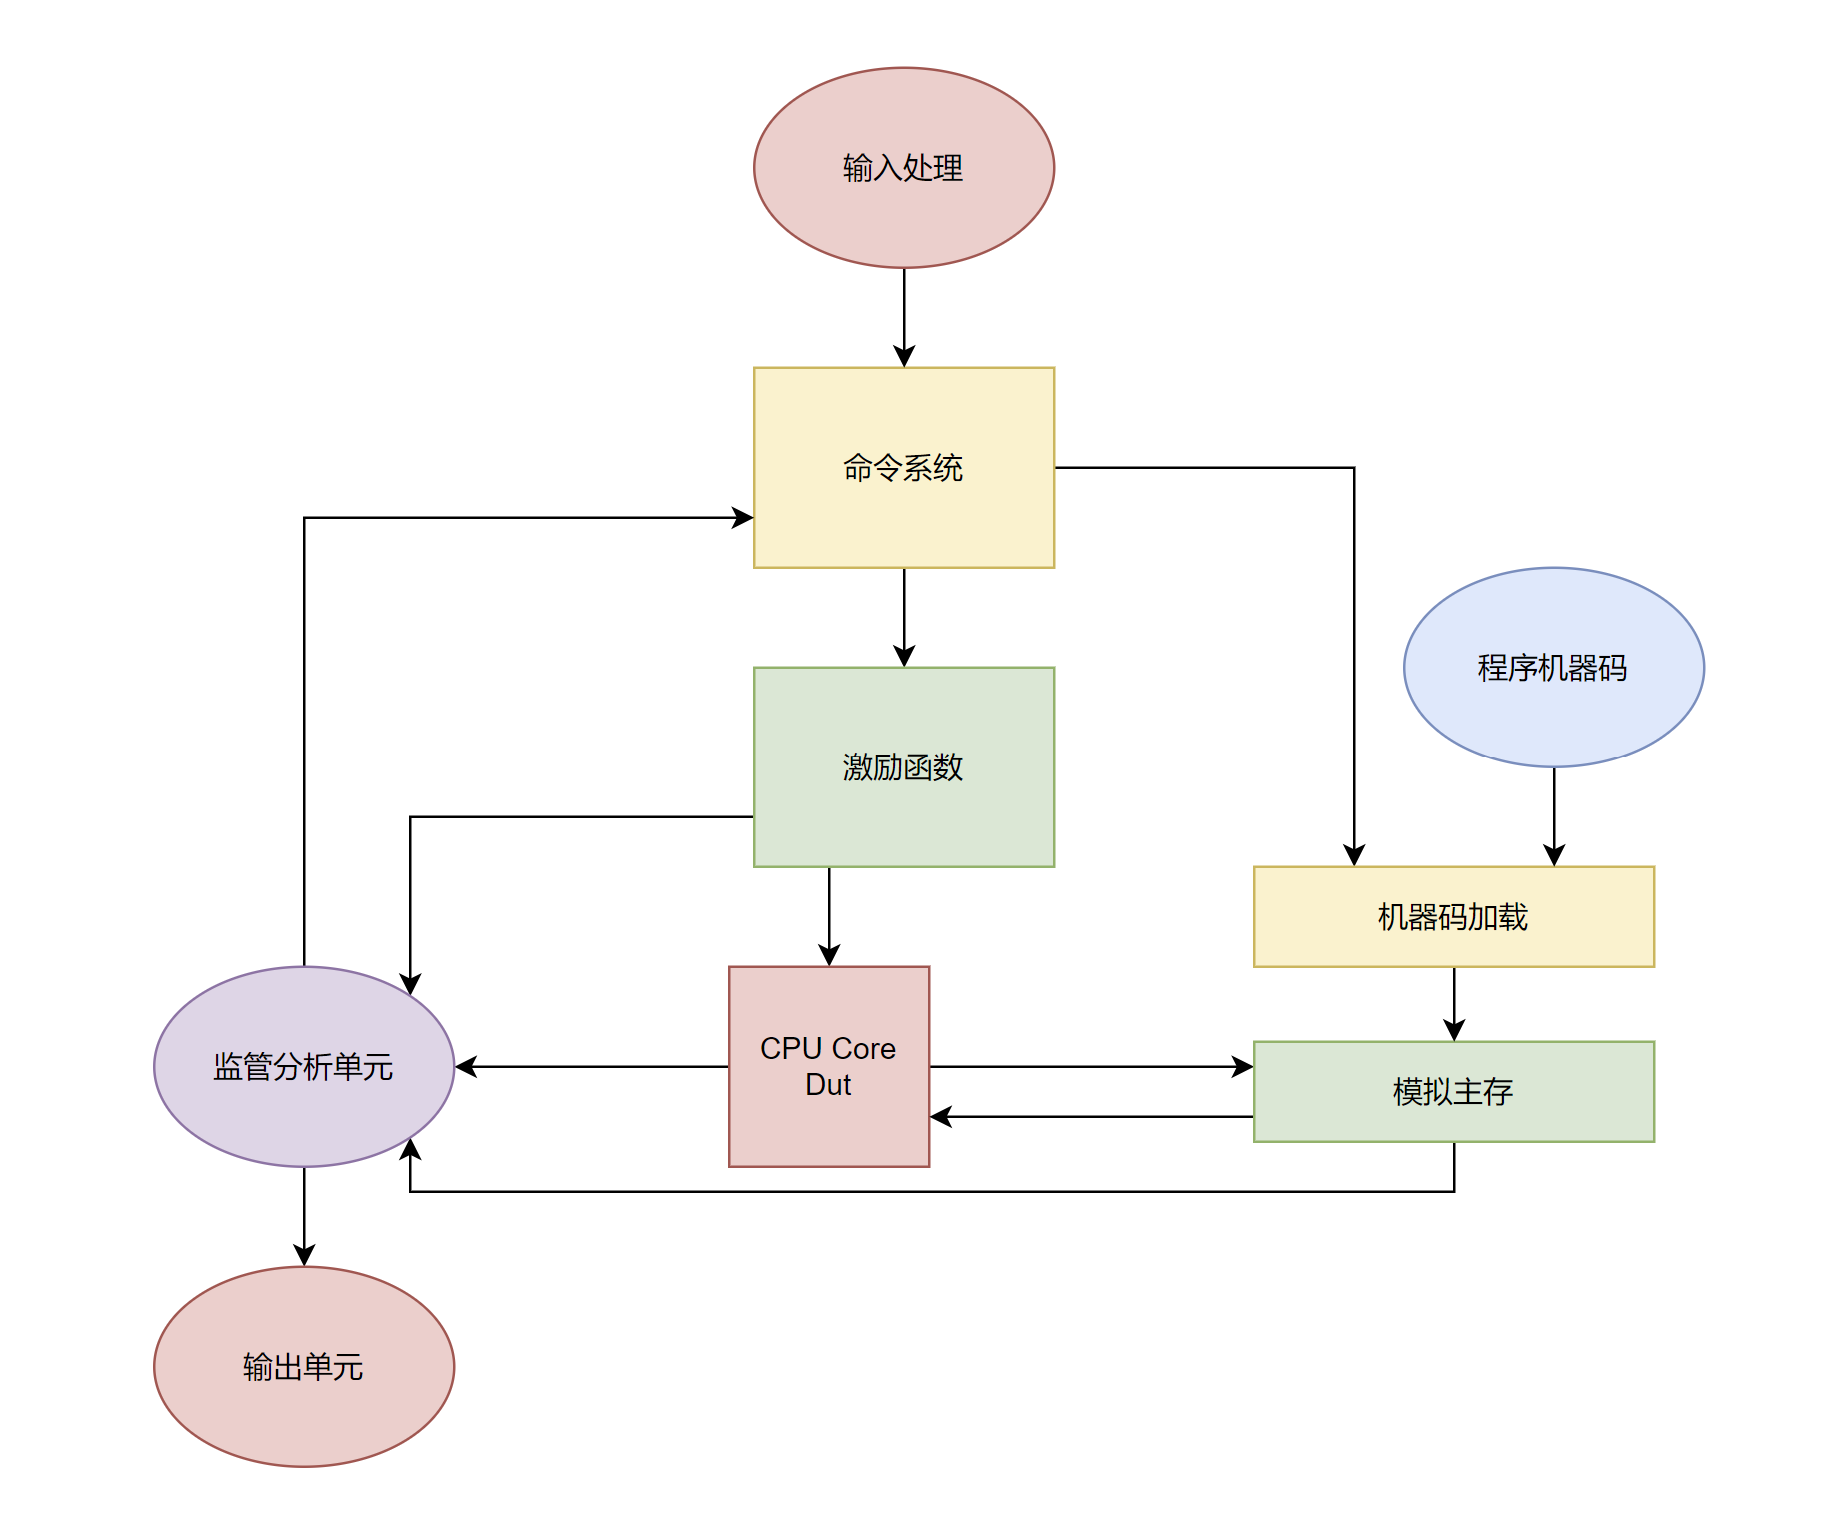 输入处理
命令系统
程序机器码
激励函数
机器码加载
CPU Core
Dut
监管分析单元
模拟主存
输出单元